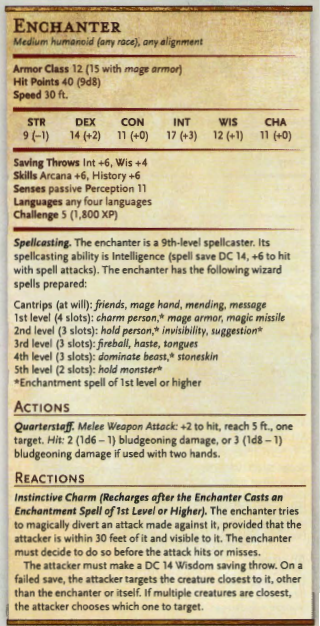 ENCHANTER
Medium humanoid (any race), any alignment
Armor Class 12 (15 with mage armor)
Hit Points 40 (9d8)
Speed 30 ft.
STR DEX CON INT WIS CHA
9 (–1) 14 (+2) 11 (+0) 17 (+3) 12 (+1) 11 (+0)
Saving Throws Int +6, Wis +4
Skills Arcana +6, History +6
Senses passive Perception 11
Languages any four languages
Challenge 5 (1,800 XP)
Spellcasting. The enchanter is a 9th-level spellcaster. Its
spellcasting ability is Intelligence (spell save DC 14, +6 to hit
with spell attacks). The enchanter has the following wizard
spells prepared:
Cantrips (at will): friends, mage hand, mending, message
1st level (4 slots): charm person,* mage armor, magic missile
2nd level (3 slots): hold person,* invisibility, suggestion*
3rd level (3 slots): fireball, haste, tongues
4th level (3 slots): dominate beast,* stoneskin
5th level (2 slots): hold monster*
*Enchantment spell of 1st level or higher
ACTIONS
Quarterstaff. Melee Weapon Attack: +2 to hit, reach 5 ft., one
target. Hit: 2 (1d6 – 1) bludgeoning damage, or 3 (1d8 – 1)
bludgeoning damage if used with two hands.
REACTIONS
Instinctive Charm (Recharges after the Enchanter Casts an
Enchantment Spell of 1st Level or Higher). The enchanter tries
to magically divert an attack made against it, provided that the
attacker is within 30 feet of it and visible to it. The enchanter
must decide to do so before the attack hits or misses.
The attacker must make a DC 14 Wisdom saving throw. On a
failed save, the attacker targets the creature closest to it, other
than the enchanter or itself. If multiple creatures are closest,
the attacker chooses which one to target.